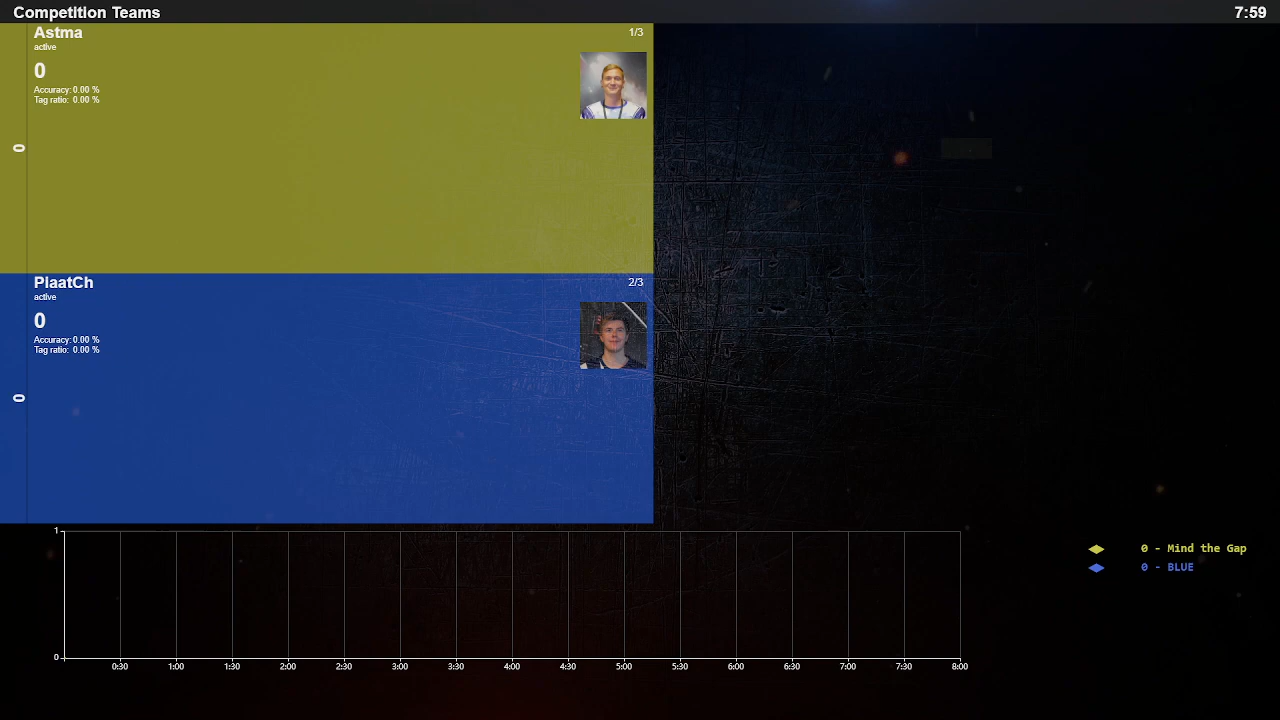 Competition Teams
7:59
Astma
1/3
active
0
Accuracy: 0.00 %
Tag ratio: 0.00 %
0
PlaatCh
2/3
active
0
Accuracy: 0.00 %
Tag ratio: 0.00 %
0
1
0 - Mind the Gap
0 - BLUE
0
0:30 1:00 1:30 2:00 2:30 3:00 3:30 4:00 4:30 5:00 5:30 6:00 6:30 7:00 7:30 8:00